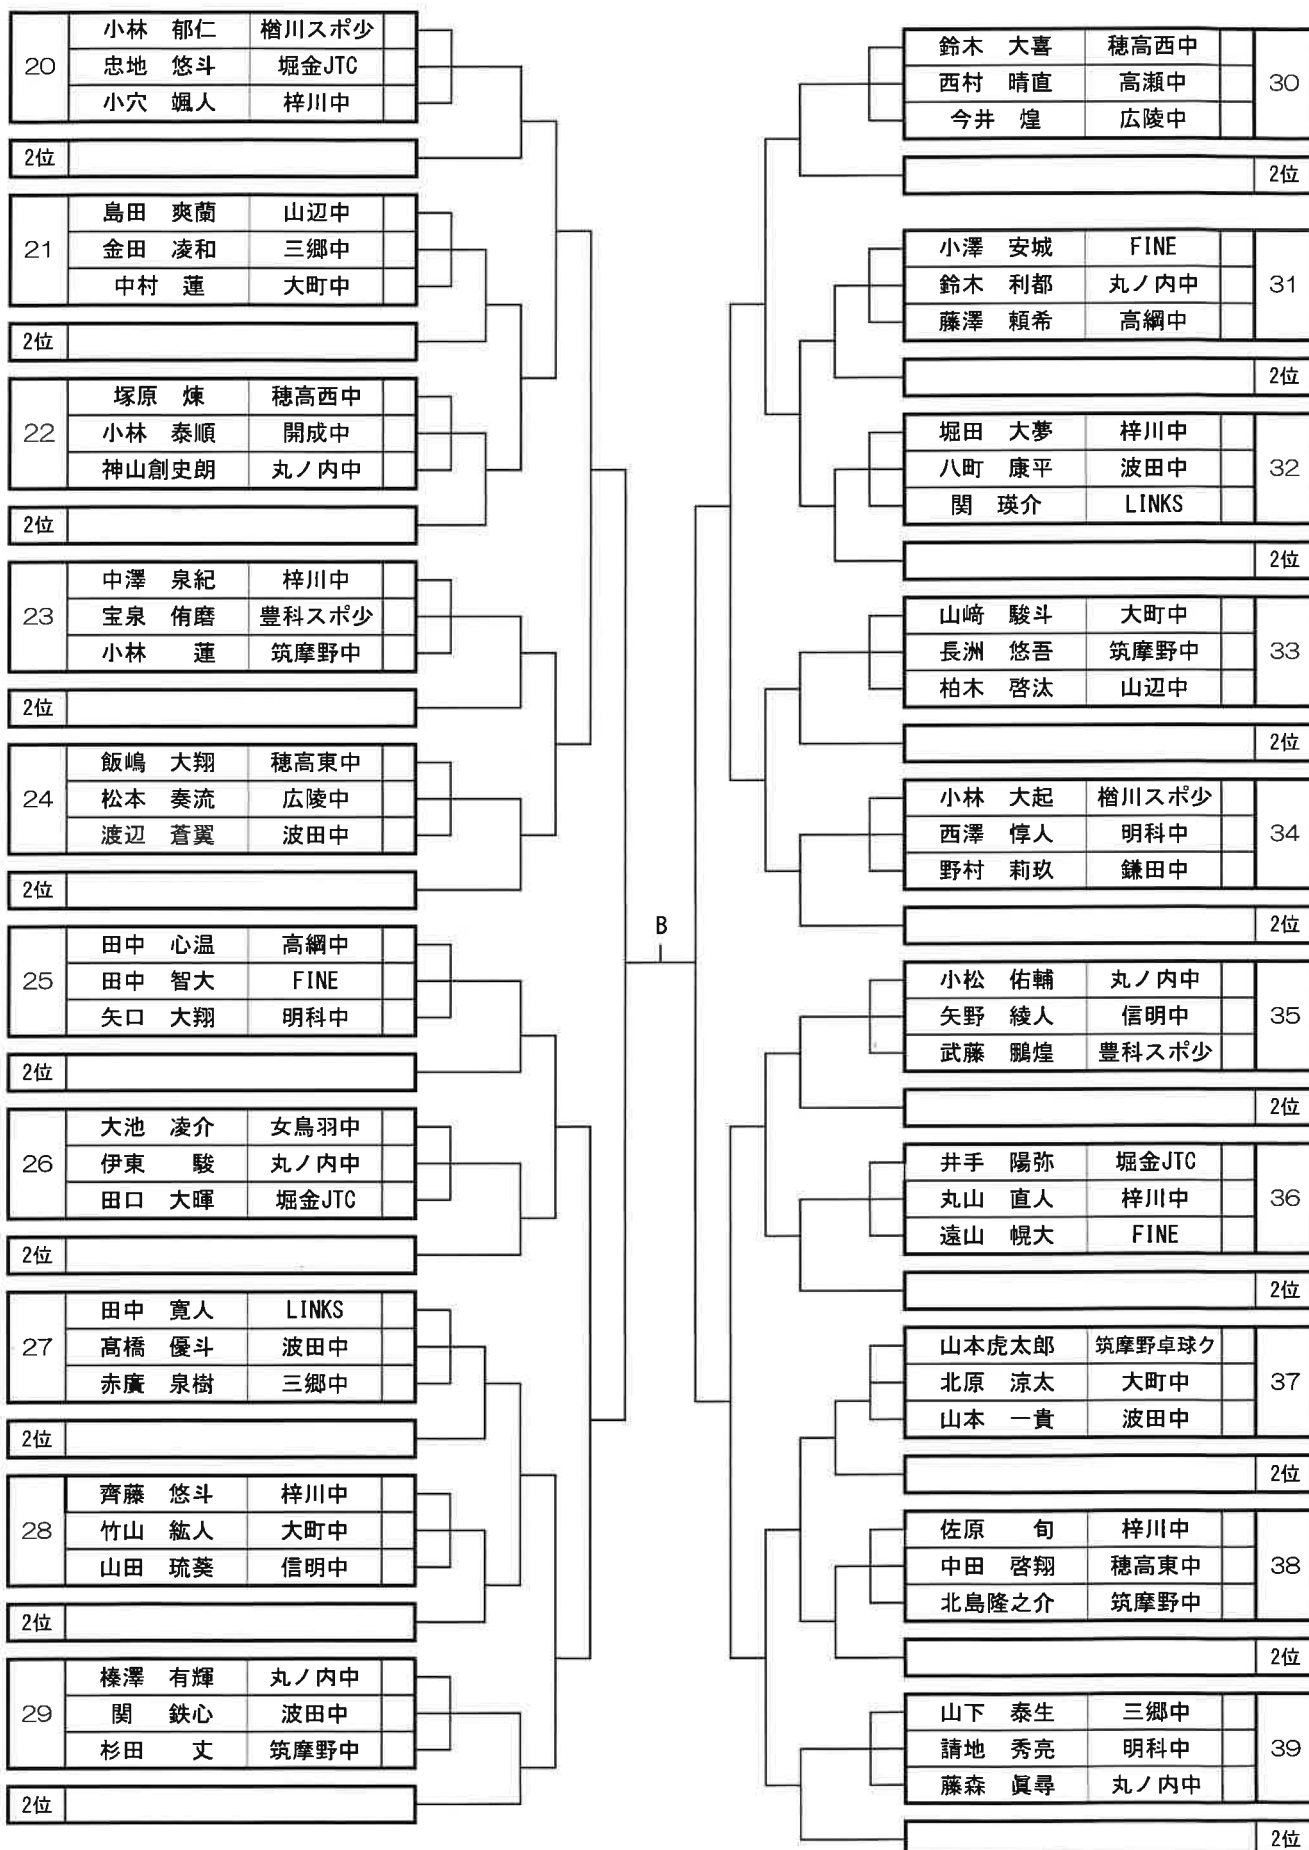 20
小林 郁仁 楢川スポ少
忠地 悠斗 堀金JTC
小穴 颯人 梓川中
2位
21
島田 爽蘭 山辺中
金田 凌和 三郷中
中村 蓮 大町中
2位
22
塚原 煉 穂高西中
小林 泰順 開成中
神山創史朗 丸ノ内中
2位
23
中澤 泉紀 梓川中
宝泉 侑磨 豊科スポ少
小林 蓮 筑摩野中
2位
24
飯嶋 大翔 穂高東中
松本 奏流 広陵中
渡辺 蒼翼 波田中
2位
25
田中 心温 高綱中
田中 智大 FINE
矢口 大翔 明科中
2位
26
大池 凌介 女鳥羽中
伊東 駿 丸ノ内中
田口 大暉 堀金JTC
2位
27
田中 寛人 LINKS
髙橋 優斗 波田中
赤廣 泉樹 三郷中
2位
28
齊藤 悠斗 梓川中
竹山 紘人 大町中
山田 琉葵 信明中
2位
29
榛澤 有輝 丸ノ内中
関 鉄心 波田中
杉田 丈 筑摩野中
2位
B
鈴木 大喜 穂高西中
西村 晴直 高瀬中
今井 煌 広陵中
30
2位
小澤 安城 FINE
鈴木 利都 丸ノ内中
藤澤 頼希 高綱中
31
2位
堀田 大夢 梓川中
八町 康平 波田中
関 瑛介 LINKS
32
2位
山﨑 駿斗 大町中
長洲 悠吾 筑摩野中
柏木 啓汰 山辺中
33
2位
小林 大起 楢川スポ少
西澤 惇人 明科中
野村 莉玖 鎌田中
34
2位
小松 佑輔 丸ノ内中
矢野 綾人 信明中
武藤 鵬煌 豊科スポ少
35
2位
井手 陽弥 堀金JTC
丸山 直人 梓川中
遠山 幌大 FINE
36
2位
山本虎太郎 筑摩野卓球ク
北原 涼太 大町中
山本 一貴 波田中
37
2位
佐原 旬 梓川中
中田 啓翔 穂高東中
北島隆之介 筑摩野中
38
2位
山下 泰生 三郷中
請地 秀亮 明科中
藤森 眞尋 丸ノ内中
39
2位